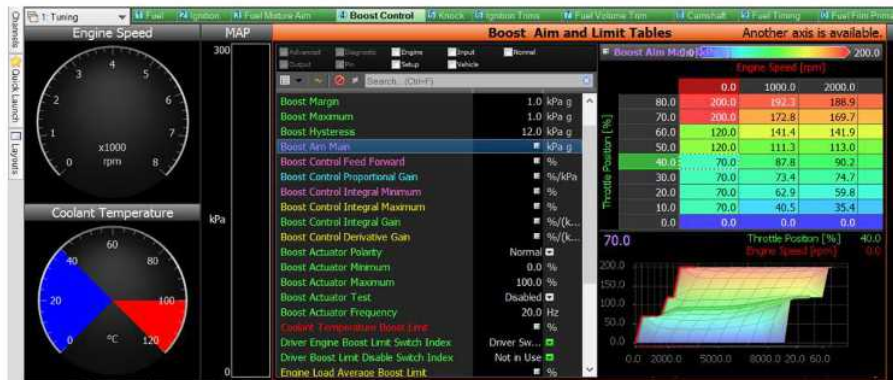 1: Tuning
1 Fuel
2 Ignition
3 Fuel Mixture Aim
4 Boost Control
5 Knock
6 Ignition Trims
7 Fuel Volume Trim
8 Camshaft
9 Fuel Timing
0 Fuel Film
Channels
Quick Launch
Layouts
Engine Speed
0 1 2 3 4 5 6 7 8
x1000
rpm
Coolant Temperature
0 20 40 60 80 100 120
°C
MAP
300
kPa
0
Boost Aim and Limit Tables
Another axis is available.
Advanced Diagnostic Engine Input Normal
Output Pin Setup Vehicle
Search... (Ctrl+F)
Boost Margin 1.0 kPa g
Boost Maximum 1.0 kPa g
Boost Hysteresis 12.0 kPa g
Boost Aim Main kPa g
Boost Control Feed Forward %
Boost Control Proportional Gain %/kPa
Boost Control Integral Minimum %
Boost Control Integral Maximum %
Boost Control Integral Gain %/(k...
Boost Control Derivative Gain %/(k...
Boost Actuator Polarity Normal
Boost Actuator Minimum 0.0 %
Boost Actuator Maximum 100.0 %
Boost Actuator Test Disabled
Boost Actuator Frequency 20.0 Hz
Coolant Temperature Boost Limit %
Driver Engine Boost Limit Switch Index Driver Sw...
Driver Boost Limit Disable Switch Index Not in Use
Engine Load Average Boost Limit %
Boost Aim 200.0
Engine Speed [rpm]
0.0 1000.0 2000.0
Throttle Position [%]
80.0 200.0 192.3 188.9
70.0 200.0 172.8 169.7
60.0 120.0 141.4 141.9
50.0 120.0 111.3 113.0
40.0 70.0 87.8 90.2
30.0 70.0 73.4 74.7
20.0 70.0 62.9 59.8
10.0 70.0 40.5 35.4
0.0 0.0 0.0 0.0
70.0 Throttle Position [%] 40.0
Engine Speed [rpm] 0.0
200.0
150.0
100.0
50.0
0.0
0.0 2000.0 5000.0 8000.0 20.0 60.0